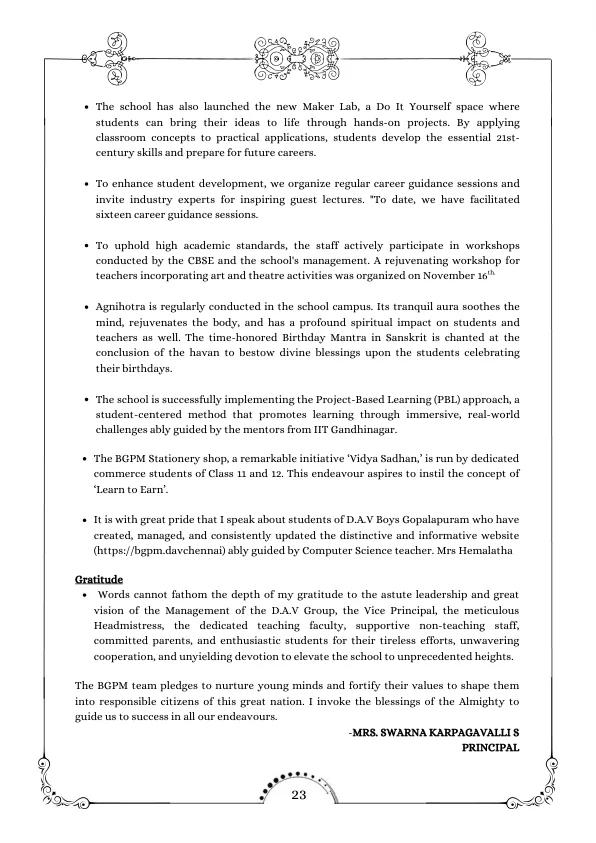 • The school has also launched the new Maker Lab, a Do It Yourself space where
students can bring their ideas to life through hands-on projects. By applying
classroom concepts to practical applications, students develop the essential 21st-
century skills and prepare for future careers.
• To enhance student development, we organize regular career guidance sessions and
invite industry experts for inspiring guest lectures. "To date, we have facilitated
sixteen career guidance sessions.
• To uphold high academic standards, the staff actively participate in workshops
conducted by the CBSE and the school's management. A rejuvenating workshop for
teachers incorporating art and theatre activities was organized on November 16th.
• Agnihotra is regularly conducted in the school campus. Its tranquil aura soothes the
mind, rejuvenates the body, and has a profound spiritual impact on students and
teachers as well. The time-honored Birthday Mantra in Sanskrit is chanted at the
conclusion of the havan to bestow divine blessings upon the students celebrating
their birthdays.
• The school is successfully implementing the Project-Based Learning (PBL) approach, a
student-centered method that promotes learning through immersive, real-world
challenges ably guided by the mentors from IIT Gandhinagar.
• The BGPM Stationery shop, a remarkable initiative ‘Vidya Sadhan,’ is run by dedicated
commerce students of Class 11 and 12. This endeavour aspires to instil the concept of
‘Learn to Earn’.
• It is with great pride that I speak about students of D.A.V Boys Gopalapuram who have
created, managed, and consistently updated the distinctive and informative website
(https://bgpm.davchennai) ably guided by Computer Science teacher. Mrs Hemalatha
Gratitude
• Words cannot fathom the depth of my gratitude to the astute leadership and great
vision of the Management of the D.A.V Group, the Vice Principal, the meticulous
Headmistress, the dedicated teaching faculty, supportive non-teaching staff,
committed parents, and enthusiastic students for their tireless efforts, unwavering
cooperation, and unyielding devotion to elevate the school to unprecedented heights.
The BGPM team pledges to nurture young minds and fortify their values to shape them
into responsible citizens of this great nation. I invoke the blessings of the Almighty to
guide us to success in all our endeavours.
-MRS. SWARNA KARPAGAVALLI S
PRINCIPAL
23